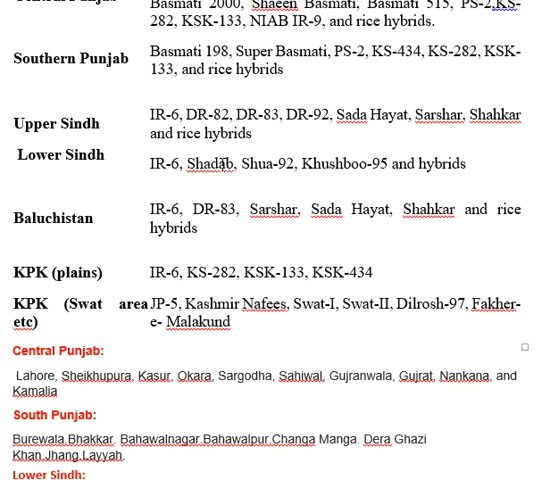 Basmati 2000, Shaeen Basmati, Basmati 515, PS-2,KS-
282, KSK-133, NIAB IR-9, and rice hybrids.
Southern Punjab Basmati 198, Super Basmati, PS-2, KS-434, KS-282, KSK-
133, and rice hybrids
Upper Sindh IR-6, DR-82, DR-83, DR-92, Sada Hayat, Sarshar, Shahkar
and rice hybrids
Lower Sindh IR-6, Shadab, Shua-92, Khushboo-95 and hybrids
Baluchistan IR-6, DR-83, Sarshar, Sada Hayat, Shahkar and rice
hybrids
KPK (plains) IR-6, KS-282, KSK-133, KSK-434
KPK (Swat area JP-5, Kashmir Nafees, Swat-I, Swat-II, Dilrosh-97, Fakher-
etc) e- Malakund
Central Punjab:
Lahore, Sheikhupura, Kasur, Okara, Sargodha, Sahiwal, Gujranwala, Gujrat, Nankana, and
Kamalia
South Punjab:
Burewala,Bhakkar, Bahawalnagar,Bahawalpur,Changa Manga, Dera Ghazi
Khan,Jhang,Layyah,
Lower Sindh: